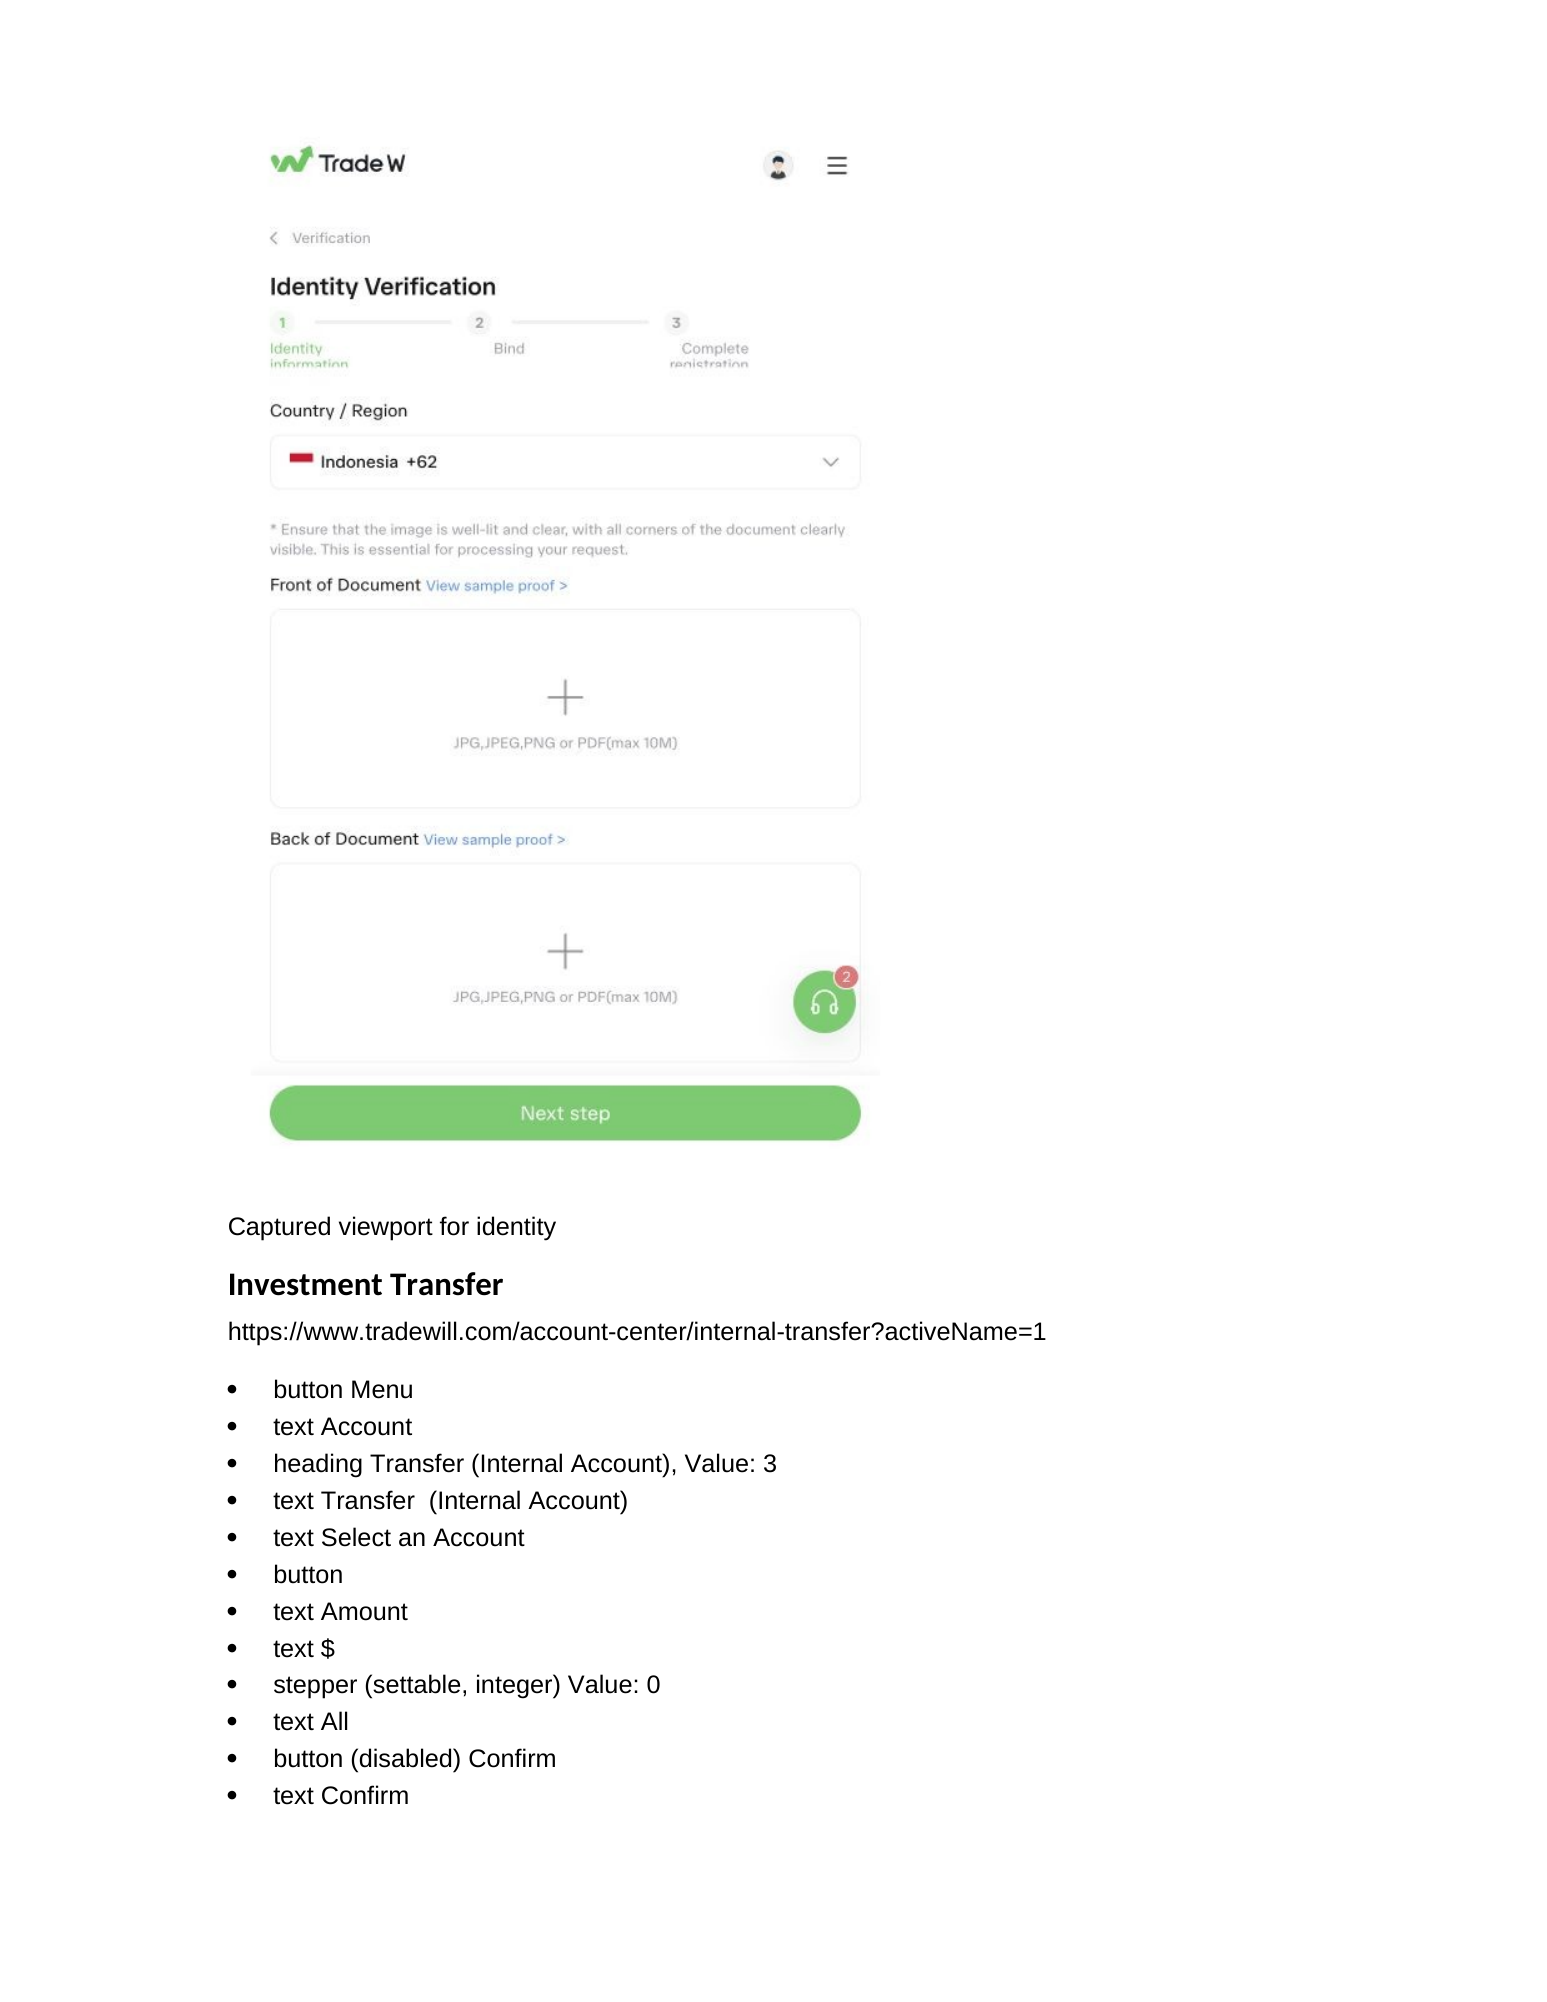 Trade W
Verification
Identity Verification
1 2 3
Identity Bind Complete
information registration
Country / Region
Indonesia +62
* Ensure that the image is well-lit and clear, with all corners of the document clearly
visible. This is essential for processing your request.
Front of Document View sample proof >
JPG,JPEG,PNG or PDF(max 10M)
Back of Document View sample proof >
2
JPG,JPEG,PNG or PDF(max 10M)
Next step
Captured viewport for identity
Investment Transfer
https://www.tradewill.com/account-center/internal-transfer?activeName=1
• button Menu
• text Account
• heading Transfer (Internal Account), Value: 3
• text Transfer  (Internal Account)
• text Select an Account
• button
• text Amount
• text $
• stepper (settable, integer) Value: 0
• text All
• button (disabled) Confirm
• text Confirm